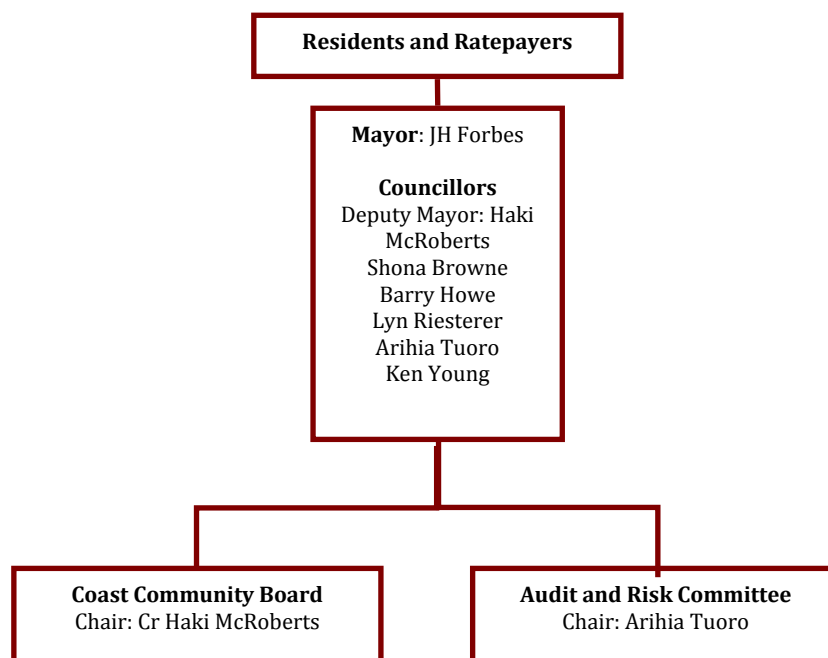 Residents and Ratepayers
Mayor: JH Forbes
Councillors
Deputy Mayor: Haki
McRoberts
Shona Browne
Barry Howe
Lyn Riesterer
Arihia Tuoro
Ken Young
Coast Community Board
Chair: Cr Haki McRoberts
Audit and Risk Committee
Chair: Arihia Tuoro